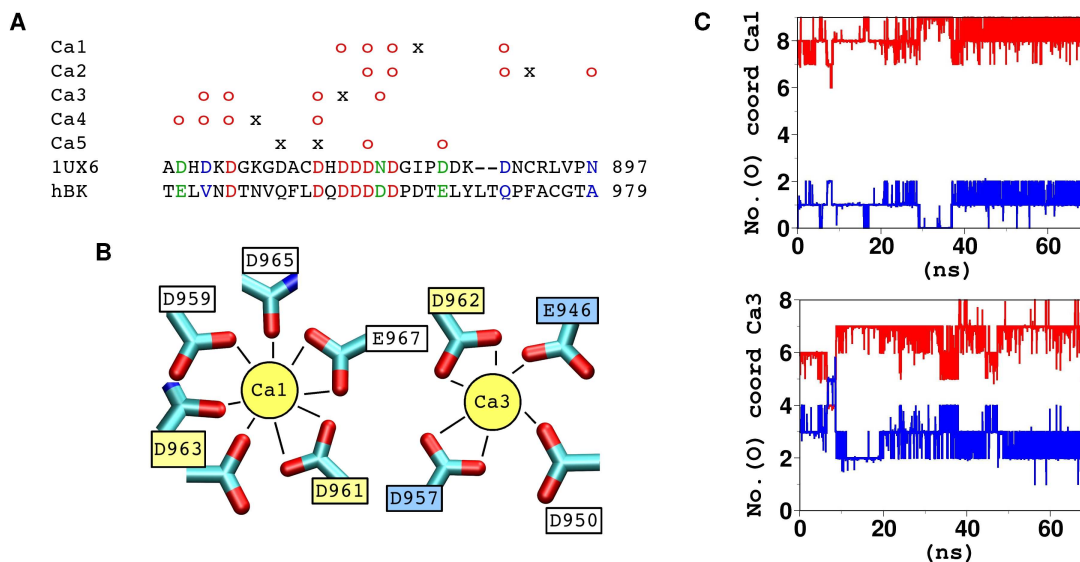 A
Ca1 o o o x o
Ca2 o o o x o
Ca3 o o o x o
Ca4 o o o x o
Ca5 x x o o
1UX6 ADHDKDGKGDACDHDDDNDGIPDDK--DNCRLVPN 897
hBK TELVNDTNVQFLDQDDDDDPDTELYLTQPFACGTA 979
B
D965
D959
E967
Ca1
D963
D961
D962
E946
Ca3
D957
D950
C
No. (O) coord Ca1
8
6
4
2
0
0 20 40 60
(ns)
No. (O) coord Ca3
8
6
4
2
0
0 20 40 60
(ns)